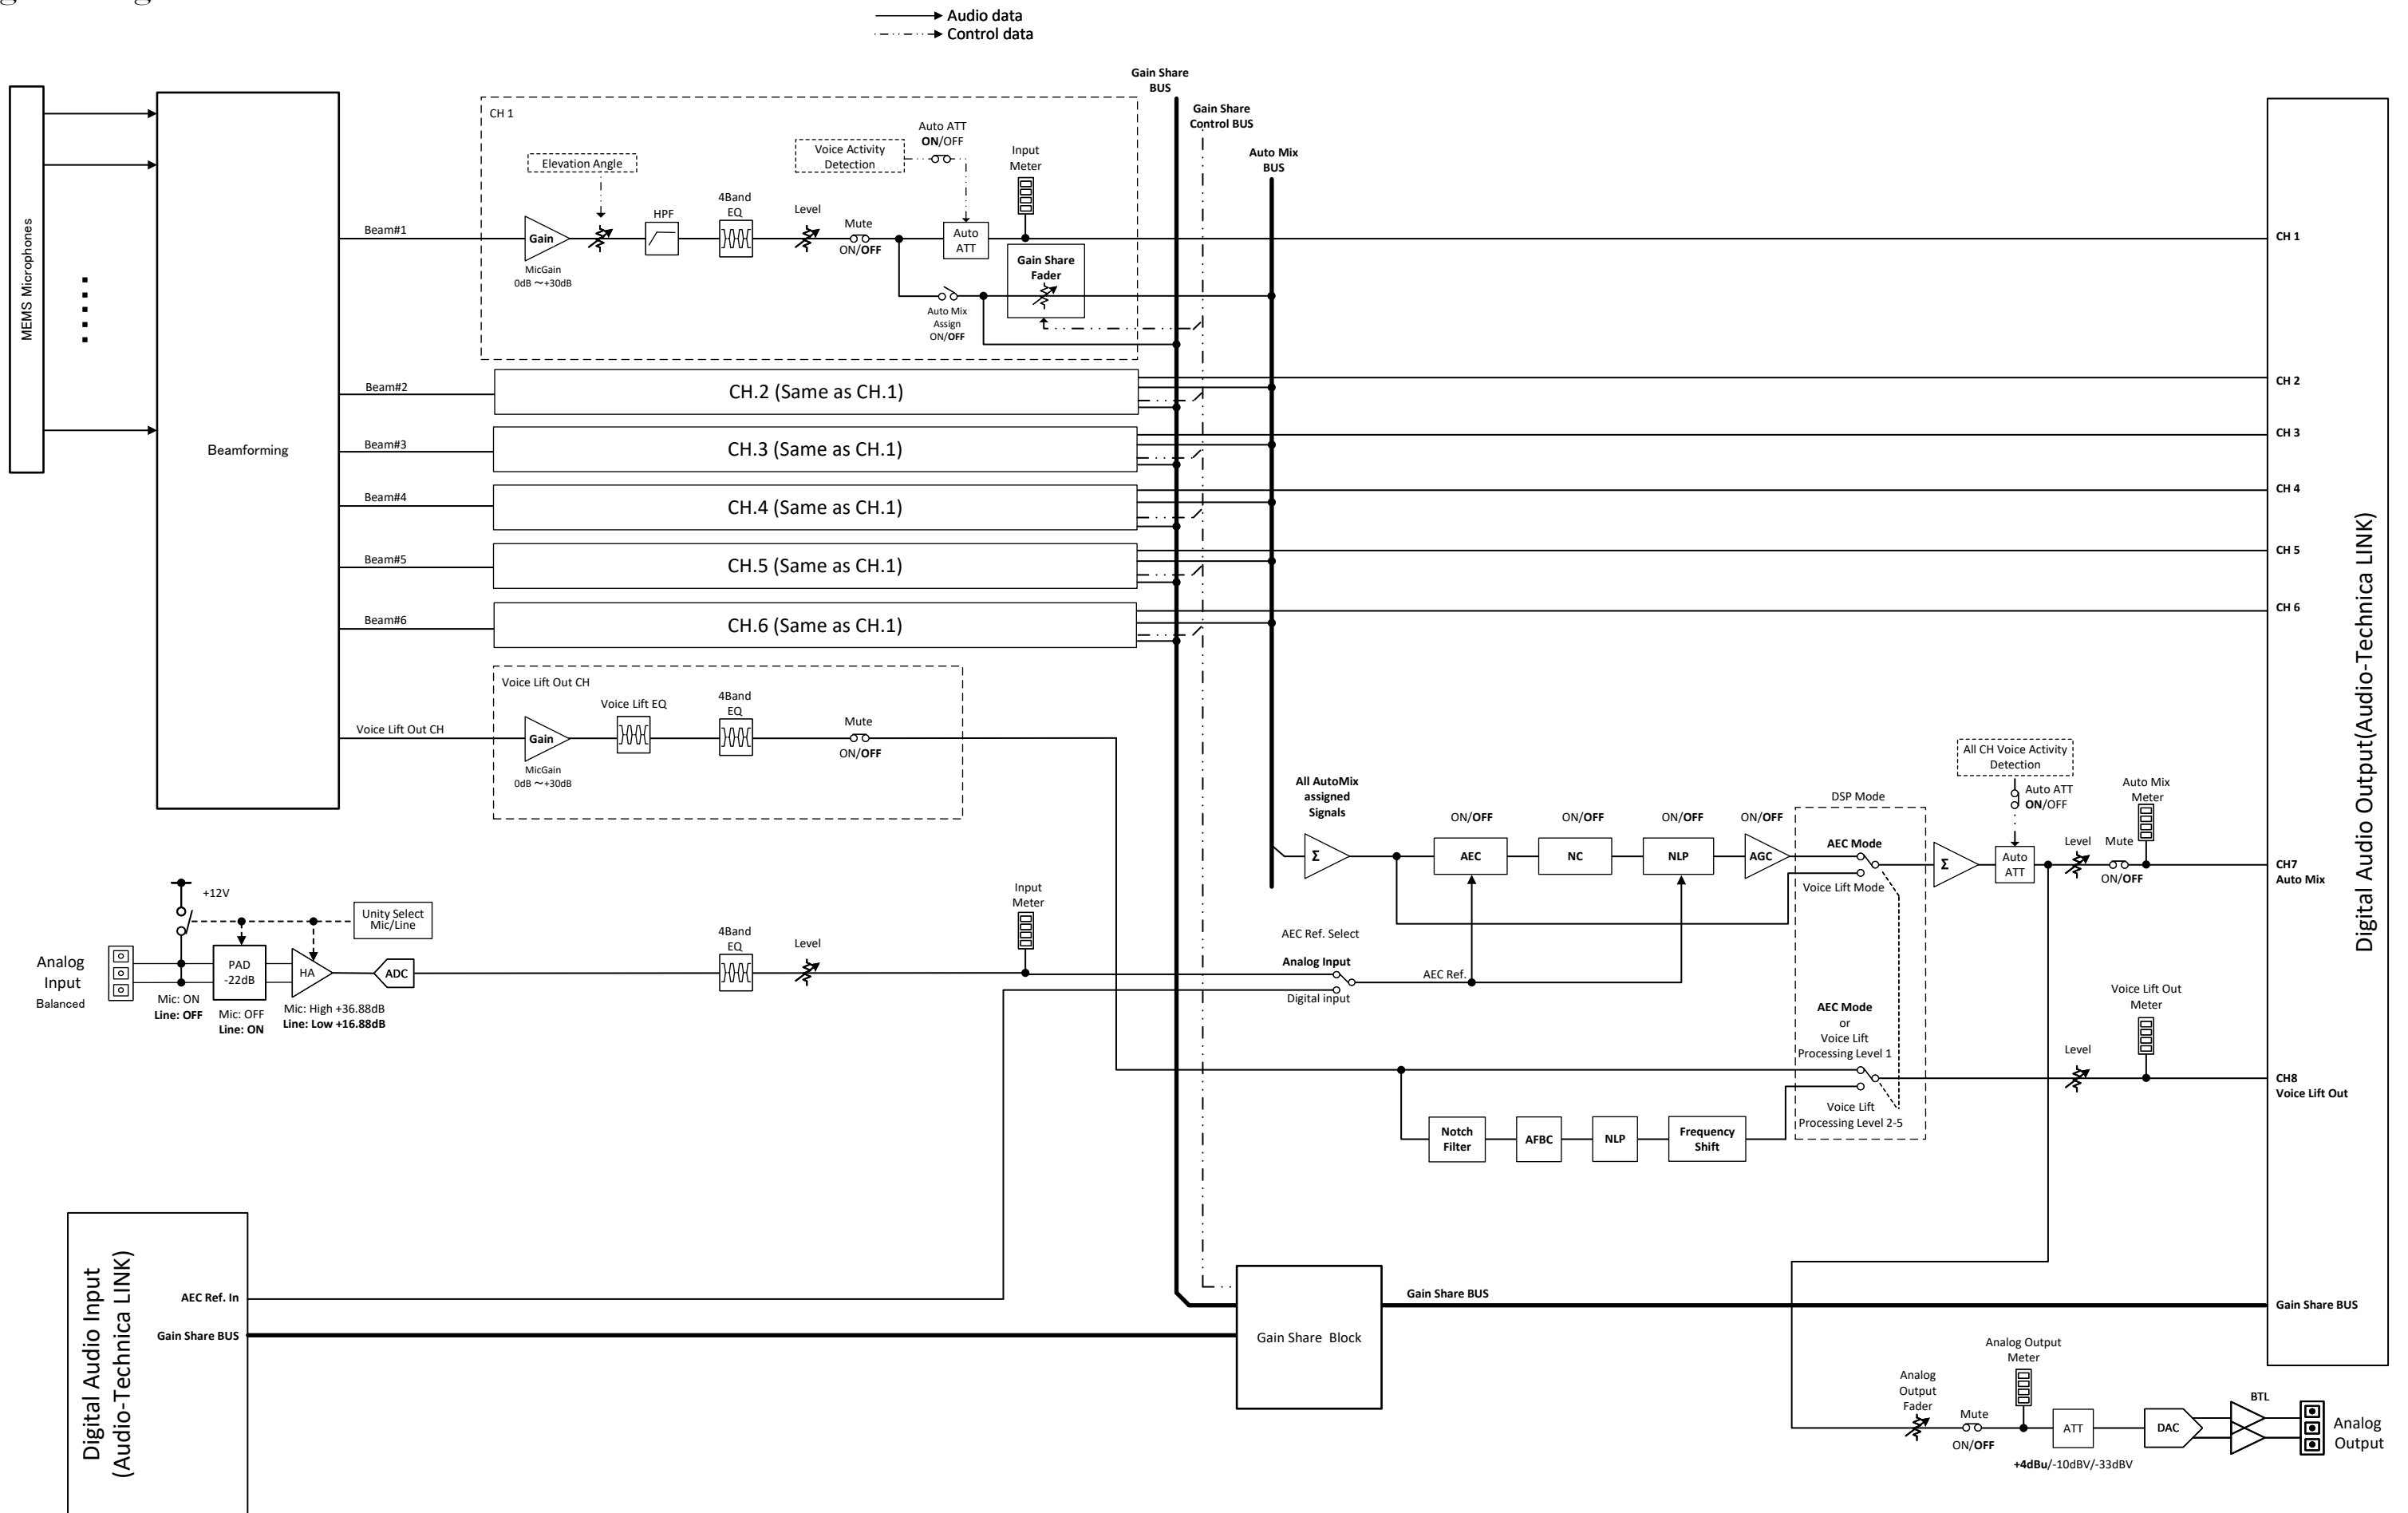 Audio data
Control data
Gain Share
BUS
Gain Share
Control BUS
Auto Mix
BUS
MEMS Microphones
Beamforming
Beam#1
CH 1
Elevation Angle
Gain
MicGain
0dB ～+30dB
HPF
4Band
EQ
Level
Voice Activity
Detection
Auto ATT
ON/OFF
Mute
ON/OFF
Auto
ATT
Input
Meter
Gain Share
Fader
Auto Mix
Assign
ON/OFF
CH 1
Beam#2
CH.2 (Same as CH.1)
CH 2
Beam#3
CH.3 (Same as CH.1)
CH 3
Beam#4
CH.4 (Same as CH.1)
CH 4
Beam#5
CH.5 (Same as CH.1)
CH 5
Beam#6
CH.6 (Same as CH.1)
CH 6
Digital Audio Output(Audio-Technica LINK)
Voice Lift Out CH
Voice Lift Out CH
Gain
MicGain
0dB ～+30dB
Voice Lift EQ
4Band
EQ
Mute
ON/OFF
All AutoMix
assigned
Signals
Σ
ON/OFF
AEC
ON/OFF
NC
ON/OFF
NLP
ON/OFF
AGC
DSP Mode
AEC Mode
Voice Lift Mode
Σ
All CH Voice Activity
Detection
Auto ATT
ON/OFF
Auto
ATT
Level
Mute
ON/OFF
Auto Mix
Meter
CH7
Auto Mix
+12V
Unity Select
Mic/Line
Analog
Input
Balanced
Mic: ON
Line: OFF
PAD
-22dB
Mic: OFF
Line: ON
HA
Mic: High +36.88dB
Line: Low +16.88dB
ADC
4Band
EQ
Level
Input
Meter
AEC Ref. Select
Analog Input
Digital input
AEC Ref.
AEC Mode
or
Voice Lift
Processing Level 1
Voice Lift
Processing Level 2-5
Notch
Filter
AFBC
NLP
Frequency
Shift
Level
Voice Lift Out
Meter
CH8
Voice Lift Out
Digital Audio Input
(Audio-Technica LINK)
AEC Ref. In
Gain Share BUS
Gain Share Block
Gain Share BUS
Gain Share BUS
Analog
Output
Fader
Mute
ON/OFF
Analog Output
Meter
ATT
+4dBu/-10dBV/-33dBV
DAC
BTL
Analog
Output